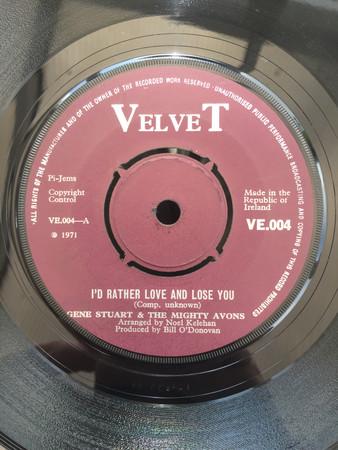 ·ALL RIGHTS OF THE MANUFACTURER AND OF THE OWNER OF THE RECORDED WORK RESERVED · UNAUTHORISED PUBLIC PERFORMANCE BROADCASTING AND COPYING OF THIS RECORD PROHIBITED
VELVET
Pi-Jems
Copyright
Control
VE.004—A
℗ 1971
Made in the
Republic of
Ireland
VE.004
I'D RATHER LOVE AND LOSE YOU
(Comp. unknown)
GENE STUART & THE MIGHTY AVONS
Arranged by Noel Kelehan
Produced by Bill O'Donovan